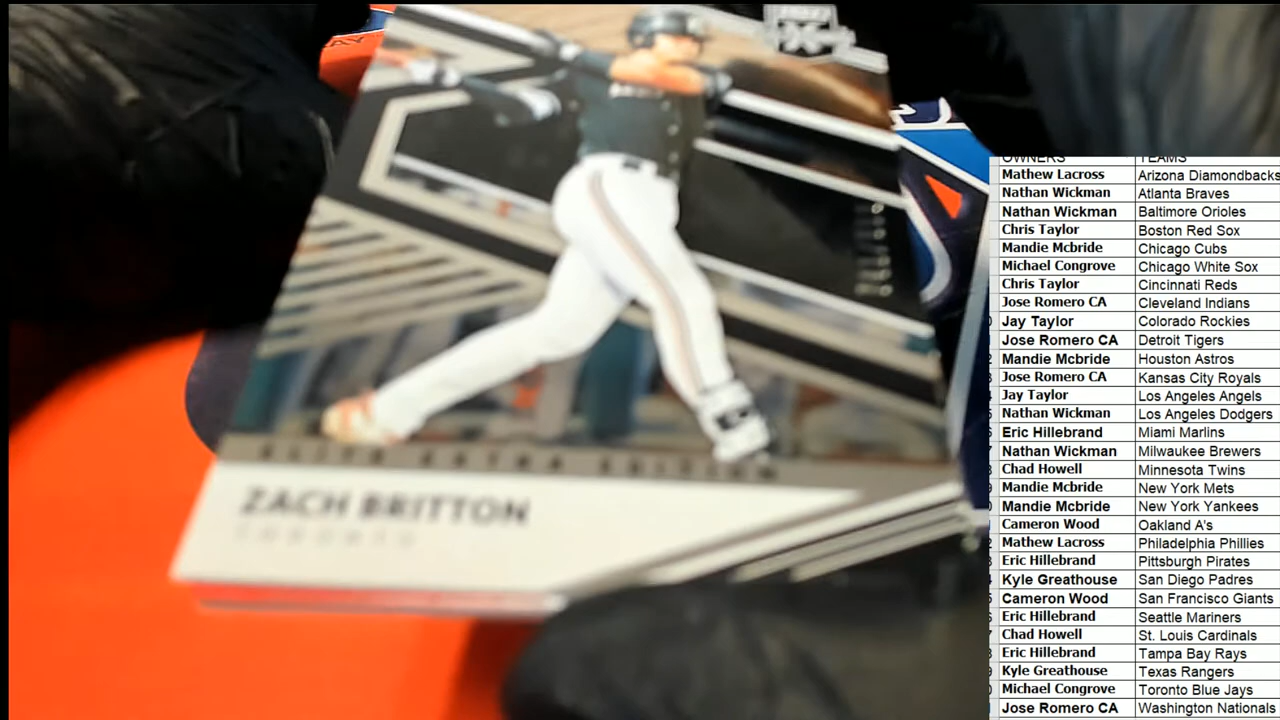 ZACH BRITTON
OWNERS TEAMS
Mathew Lacross Arizona Diamondbacks
Nathan Wickman Atlanta Braves
Nathan Wickman Baltimore Orioles
Chris Taylor Boston Red Sox
Mandie Mcbride Chicago Cubs
Michael Congrove Chicago White Sox
Chris Taylor Cincinnati Reds
Jose Romero CA Cleveland Indians
Jay Taylor Colorado Rockies
Jose Romero CA Detroit Tigers
Mandie Mcbride Houston Astros
Jose Romero CA Kansas City Royals
Jay Taylor Los Angeles Angels
Nathan Wickman Los Angeles Dodgers
Eric Hillebrand Miami Marlins
Nathan Wickman Milwaukee Brewers
Chad Howell Minnesota Twins
Mandie Mcbride New York Mets
Mandie Mcbride New York Yankees
Cameron Wood Oakland A's
Mathew Lacross Philadelphia Phillies
Eric Hillebrand Pittsburgh Pirates
Kyle Greathouse San Diego Padres
Cameron Wood San Francisco Giants
Eric Hillebrand Seattle Mariners
Chad Howell St. Louis Cardinals
Eric Hillebrand Tampa Bay Rays
Kyle Greathouse Texas Rangers
Michael Congrove Toronto Blue Jays
Jose Romero CA Washington Nationals